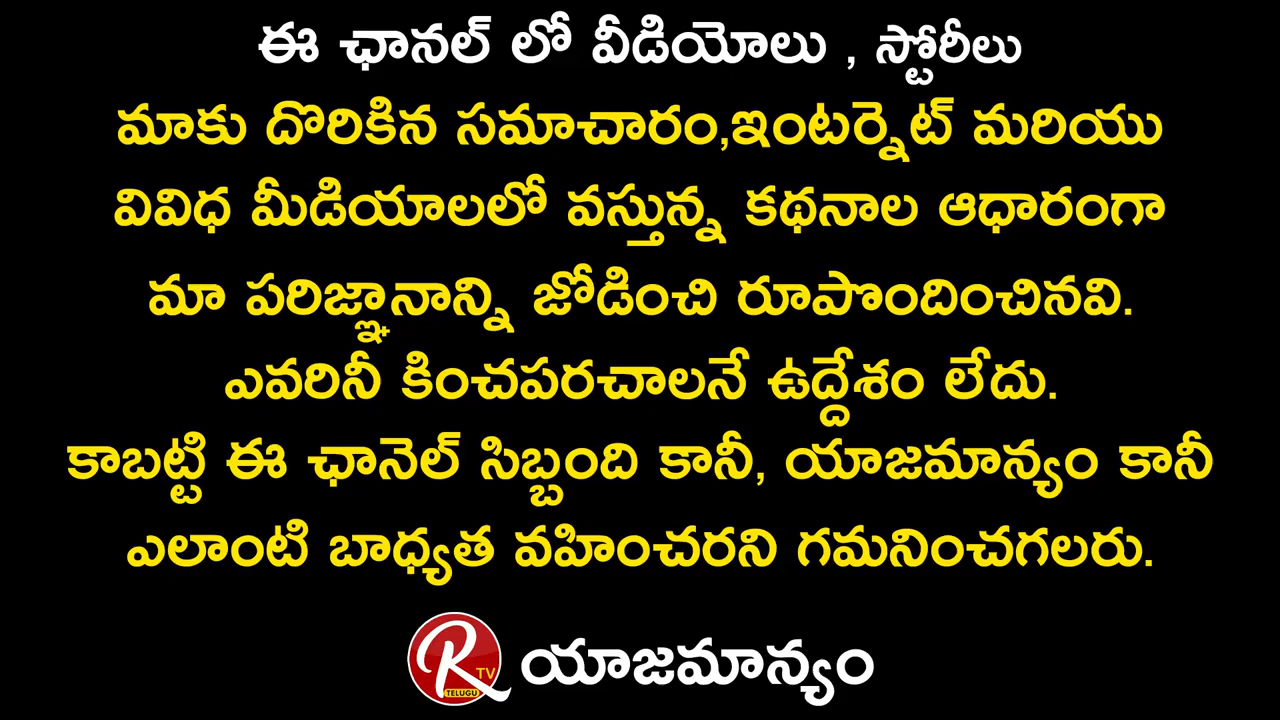 ఈ ఛానల్ లో వీడియోలు , స్టోరీలు
మాకు దొరికిన సమాచారం,ఇంటర్నెట్ మరియు
వివిధ మీడియాలలో వస్తున్న కథనాల ఆధారంగా
మా పరిజ్ఞానాన్ని జోడించి రూపొందించినవి.
ఎవరినీ కించపరచాలనే ఉద్దేశం లేదు.
కాబట్టి ఈ ఛానెల్ సిబ్బంది కానీ, యాజమాన్యం కానీ
ఎలాంటి బాధ్యత వహించరని గమనించగలరు.
R TV TELUGU యాజమాన్యం